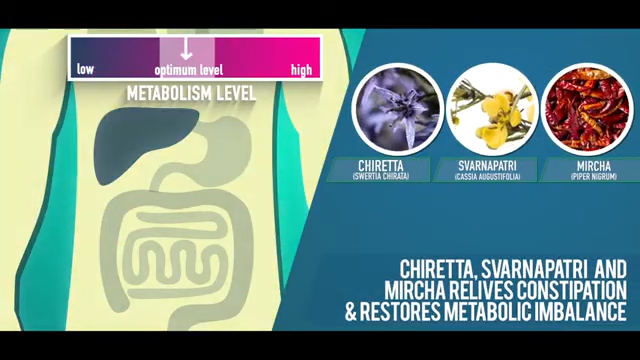 low optimum level high
METABOLISM LEVEL
CHIRETTA
(SWERTIA CHIRATA)
SVARNAPATRI
(CASSIA AUGUSTIFOLIA)
MIRCHA
(PIPER NIGRUM)
CHIRETTA, SVARNAPATRI AND
MIRCHA RELIVES CONSTIPATION
& RESTORES METABOLIC IMBALANCE